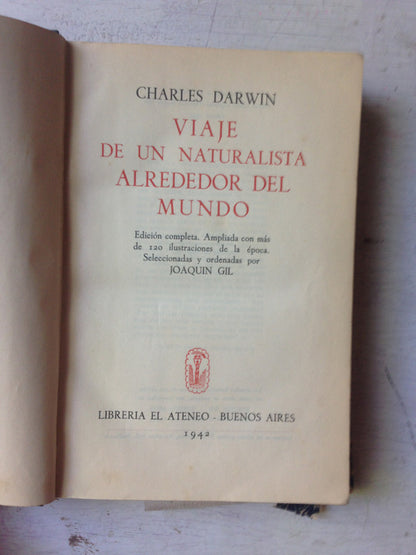 CHARLES DARWIN
VIAJE
DE UN NATURALISTA
ALREDEDOR DEL
MUNDO
Edición completa. Ampliada con más
de 120 ilustraciones de la época.
Seleccionadas y ordenadas por
JOAQUIN GIL
LIBRERIA EL ATENEO - BUENOS AIRES
1942